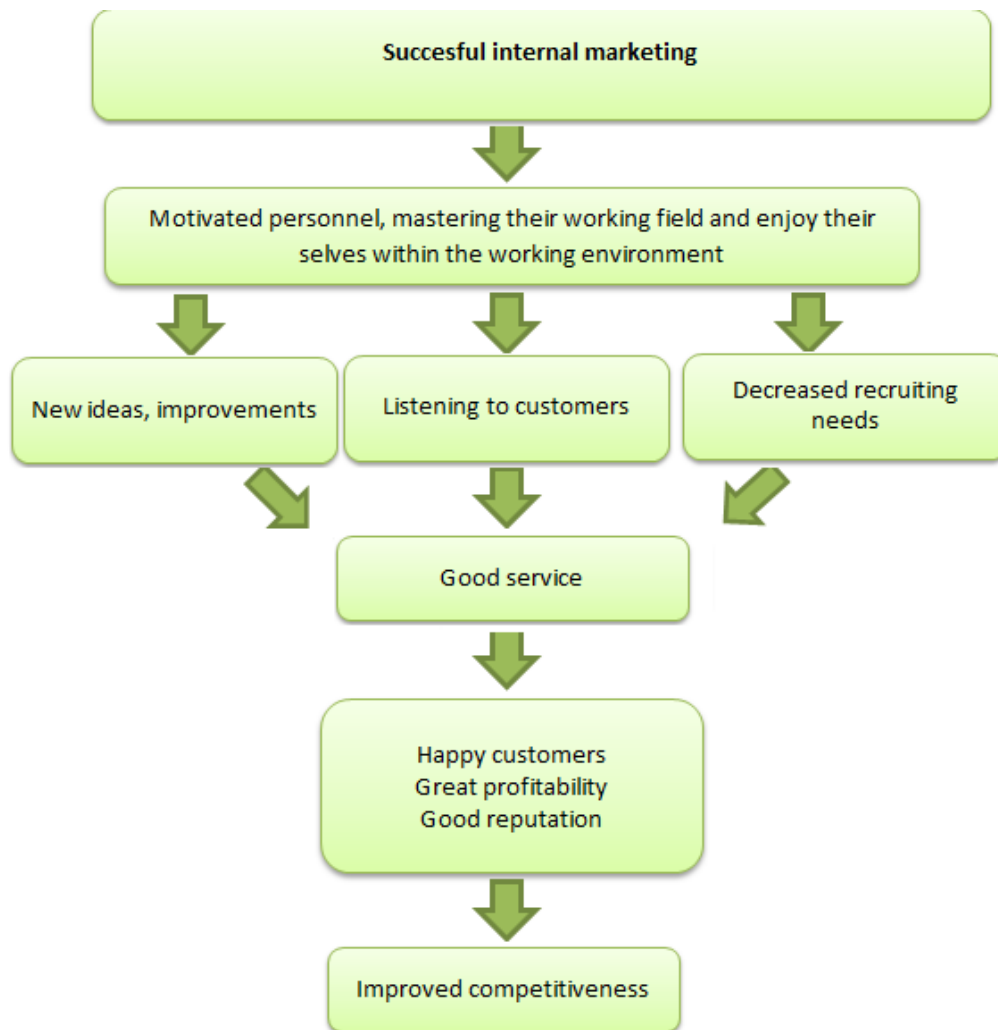 Succesful internal marketing
Motivated personnel, mastering their working field and enjoy their
selves within the working environment
New ideas, improvements
Listening to customers
Decreased recruiting
needs
Good service
Happy customers
Great profitability
Good reputation
Improved competitiveness